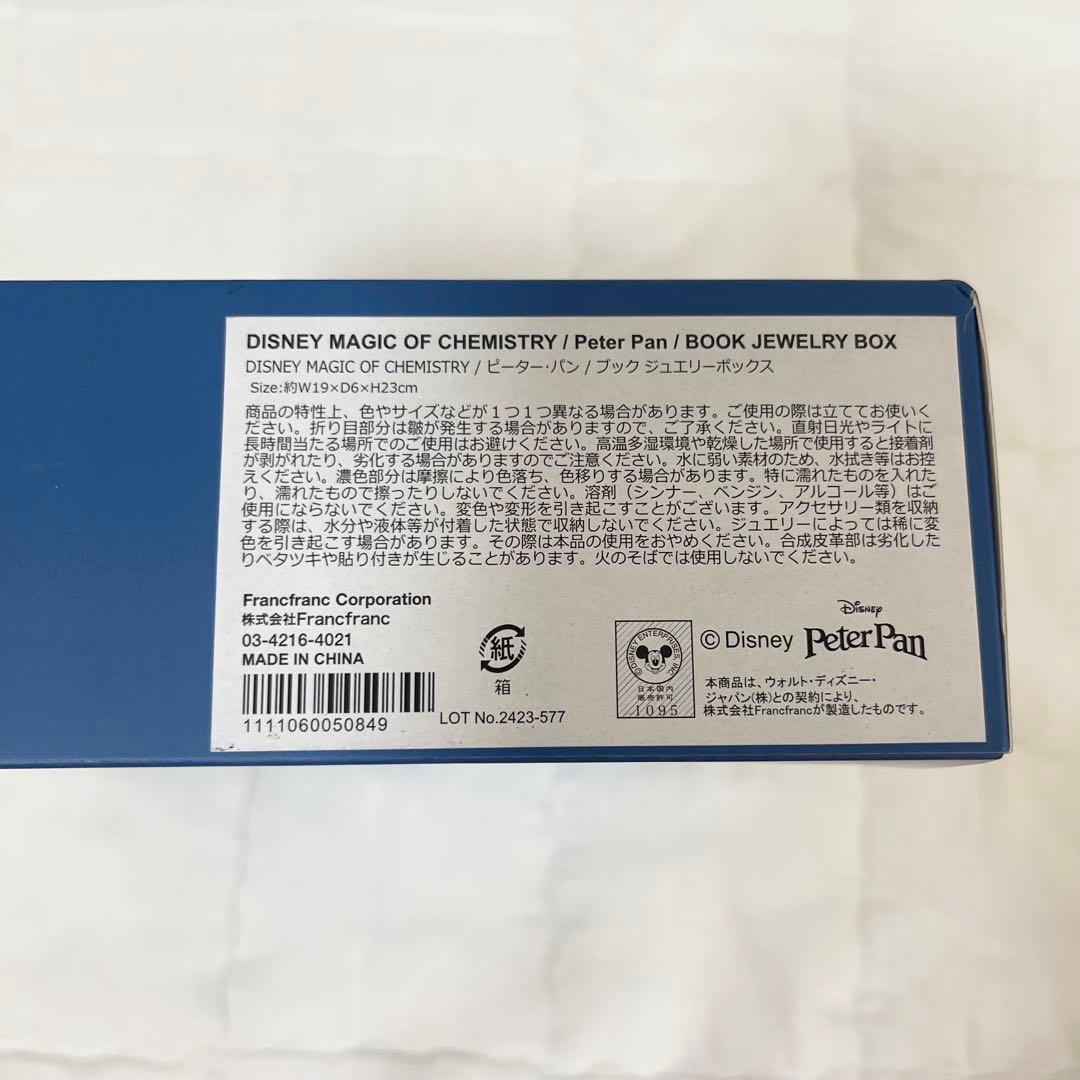 DISNEY MAGIC OF CHEMISTRY / Peter Pan / BOOK JEWELRY BOX
DISNEY MAGIC OF CHEMISTRY / ピーター・パン / ブック ジュエリーボックス
Size:約W19×D6×H23cm
商品の特性上、色やサイズなどが１つ１つ異なる場合があります。ご使用の際は立ててお使いく
ださい。折り目部分は皺が発生する場合がありますので、ご了承ください。直射日光やライトに
長時間当たる場所でのご使用はお避けください。高温多湿環境や乾燥した場所で使用すると接着剤
が剥がれたり、劣化する場合がありますのでご注意ください。水に弱い素材のため、水拭き等はお控
えください。濃色部分は摩擦により色落ち、色移りする場合があります。特に濡れたものを入れた
り、濡れたもので擦ったりしないでください。溶剤（シンナー、ベンジン、アルコール等）はご
使用にならないでください。変色や変形を引き起こすことがございます。アクセサリー類を収納
する際は、水分や液体等が付着した状態で収納しないでください。ジュエリーによっては稀に変
色を引き起こす場合があります。その際は本品の使用をおやめください。合成皮革部は劣化した
りベタツキや貼り付きが生じることがあります。火のそばでは使用しないでください。
Francfranc Corporation
株式会社Francfranc
03-4216-4021
MADE IN CHINA
1111060050849
紙
箱
LOT No.2423-577
© DISNEY ENTERPRISES, INC
日本国内
販売許可
1095
© Disney
Disney
Peter Pan
本商品は、ウォルト・ディズニー・
ジャパン(株)との契約により、
株式会社Francfrancが製造したものです。